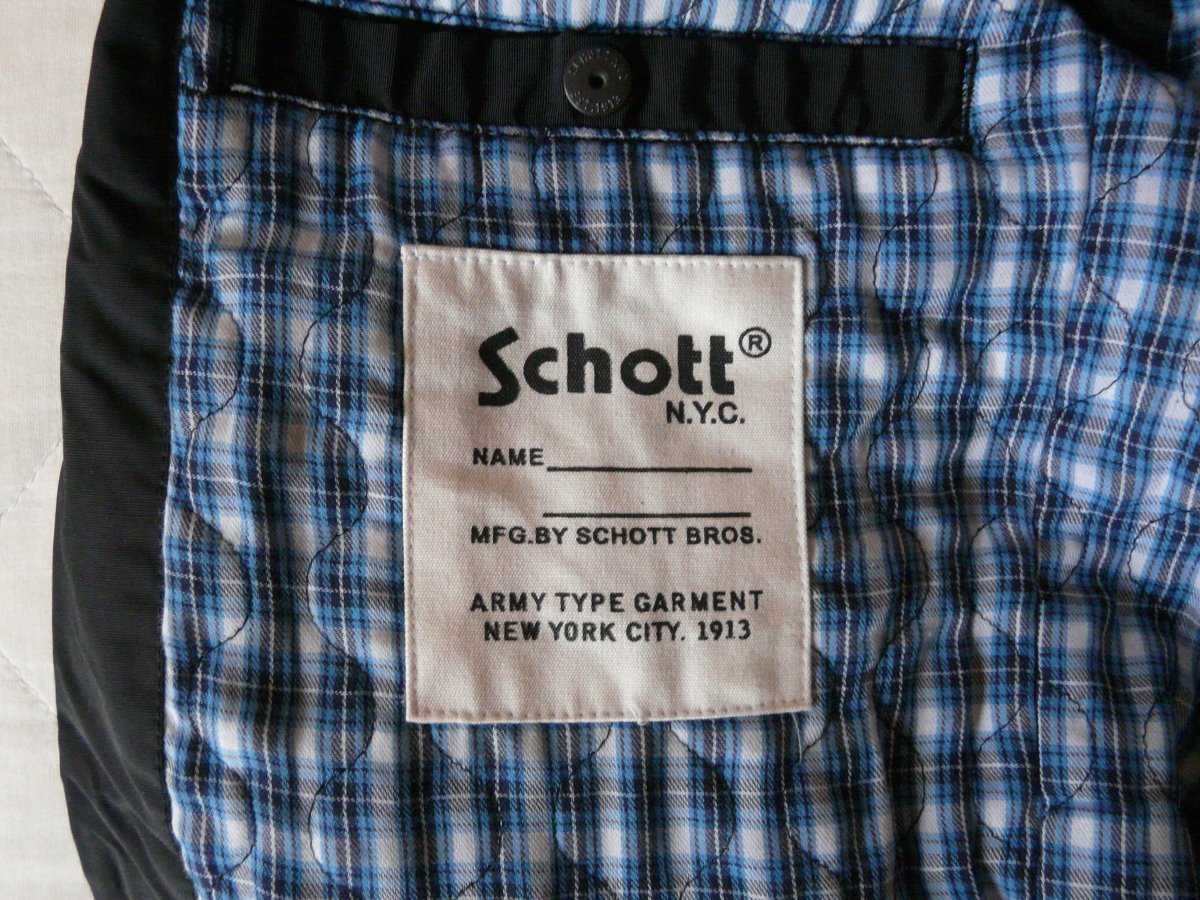 Schott®
N.Y.C.
NAME
MFG.BY SCHOTT BROS.
ARMY TYPE GARMENT
NEW YORK CITY. 1913